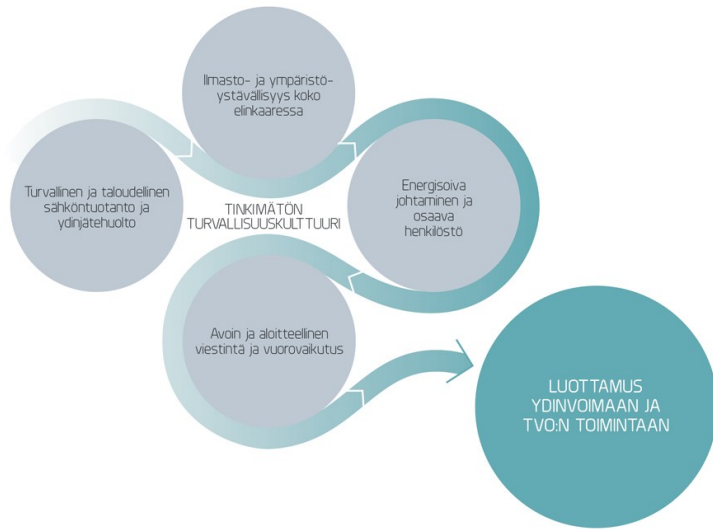 Ilmasto- ja ympäristö-
ystävällisyys koko
elinkaaressa
Turvallinen ja taloudellinen
sähköntuotanto ja
ydinjätehuolto
TINKIMÄTÖN
TURVALLISUUSKULTTUURI
Energisoiva
johtaminen ja
osaava
henkilöstö
Avoin ja aloitteellinen
viestintä ja vuorovaikutus
LUOTTAMUS
YDINVOIMAAN JA
TVO:N TOIMINTAAN